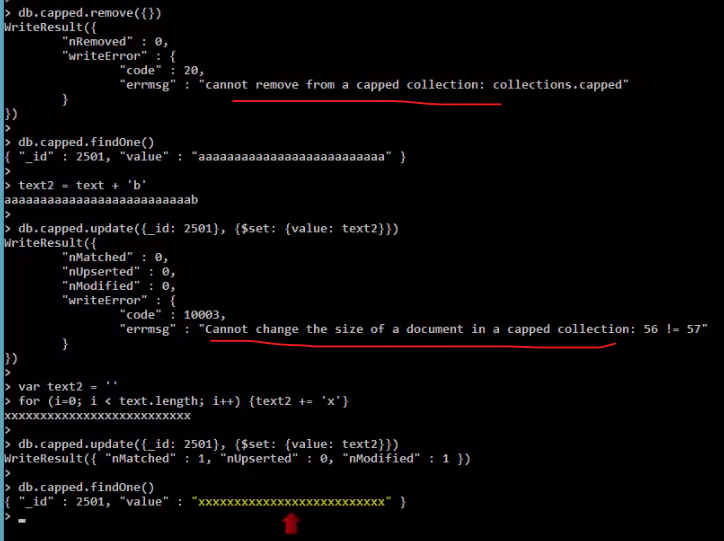 > db.capped.remove({})
WriteResult({
        "nRemoved" : 0,
        "writeError" : {
                "code" : 20,
                "errmsg" : "cannot remove from a capped collection: collections.capped"
        }
})
>
> db.capped.findOne()
{ "_id" : 2501, "value" : "aaaaaaaaaaaaaaaaaaaaaaaaaa" }
>
> text2 = text + 'b'
aaaaaaaaaaaaaaaaaaaaaaaaaab
>
> db.capped.update({_id: 2501}, {$set: {value: text2}})
WriteResult({
        "nMatched" : 0,
        "nUpserted" : 0,
        "nModified" : 0,
        "writeError" : {
                "code" : 10003,
                "errmsg" : "Cannot change the size of a document in a capped collection: 56 != 57"
        }
})
>
> var text2 = ''
> for (i=0; i < text.length; i++) {text2 += 'x'}
xxxxxxxxxxxxxxxxxxxxxxxxxx
>
> db.capped.update({_id: 2501}, {$set: {value: text2}})
WriteResult({ "nMatched" : 1, "nUpserted" : 0, "nModified" : 1 })
>
> db.capped.findOne()
{ "_id" : 2501, "value" : "xxxxxxxxxxxxxxxxxxxxxxxxxx" }
>